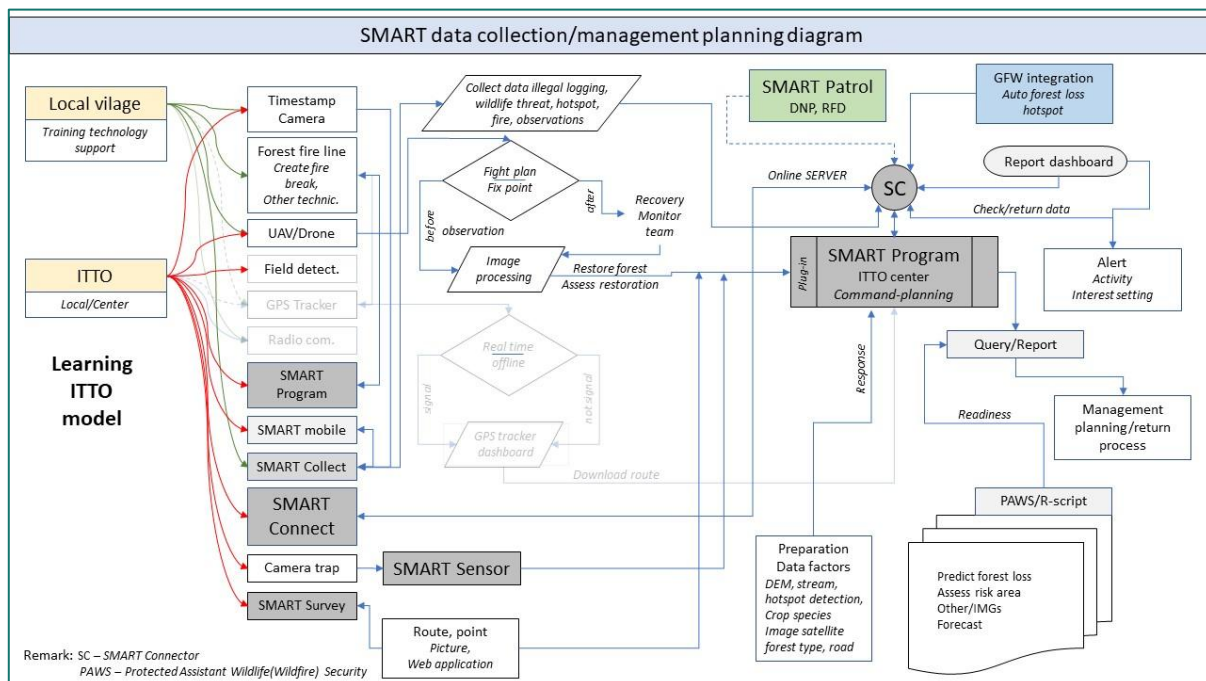 SMART data collection/management planning diagram
Local vilage
Training technology
support
ITTO
Local/Center
Learning
ITTO
model
Timestamp
Camera
Forest fire line
Create fire
break,
Other technic.
UAV/Drone
Field detect.
GPS Tracker
Radio com.
SMART
Program
SMART mobile
SMART Collect
SMART
Connect
Camera trap
SMART Survey
SMART Sensor
Collect data illegal logging,
wildlife threat, hotspot,
fire, observations
Fight plan
Fix point
before
observation
after
Recovery
Monitor
team
Image
processing
Restore forest
Assess restoration
Real time
offline
signal
not signal
GPS tracker
dashboard
Download route
Route, point
Picture,
Web application
SMART Patrol
DNP, RFD
GFW integration
Auto forest loss
hotspot
Online SERVER
SC
Report dashboard
Check/return data
Plug-in
SMART Program
ITTO center
Command-planning
Alert
Activity
Interest setting
Response
Query/Report
Readiness
Management
planning/return
process
Preparation
Data factors
DEM, stream,
hotspot detection,
Crop species
Image satellite
forest type, road
PAWS/R-script
Predict forest loss
Assess risk area
Other/IMGs
Forecast
Remark: SC – SMART Connector
PAWS – Protected Assistant Wildlife(Wildfire) Security